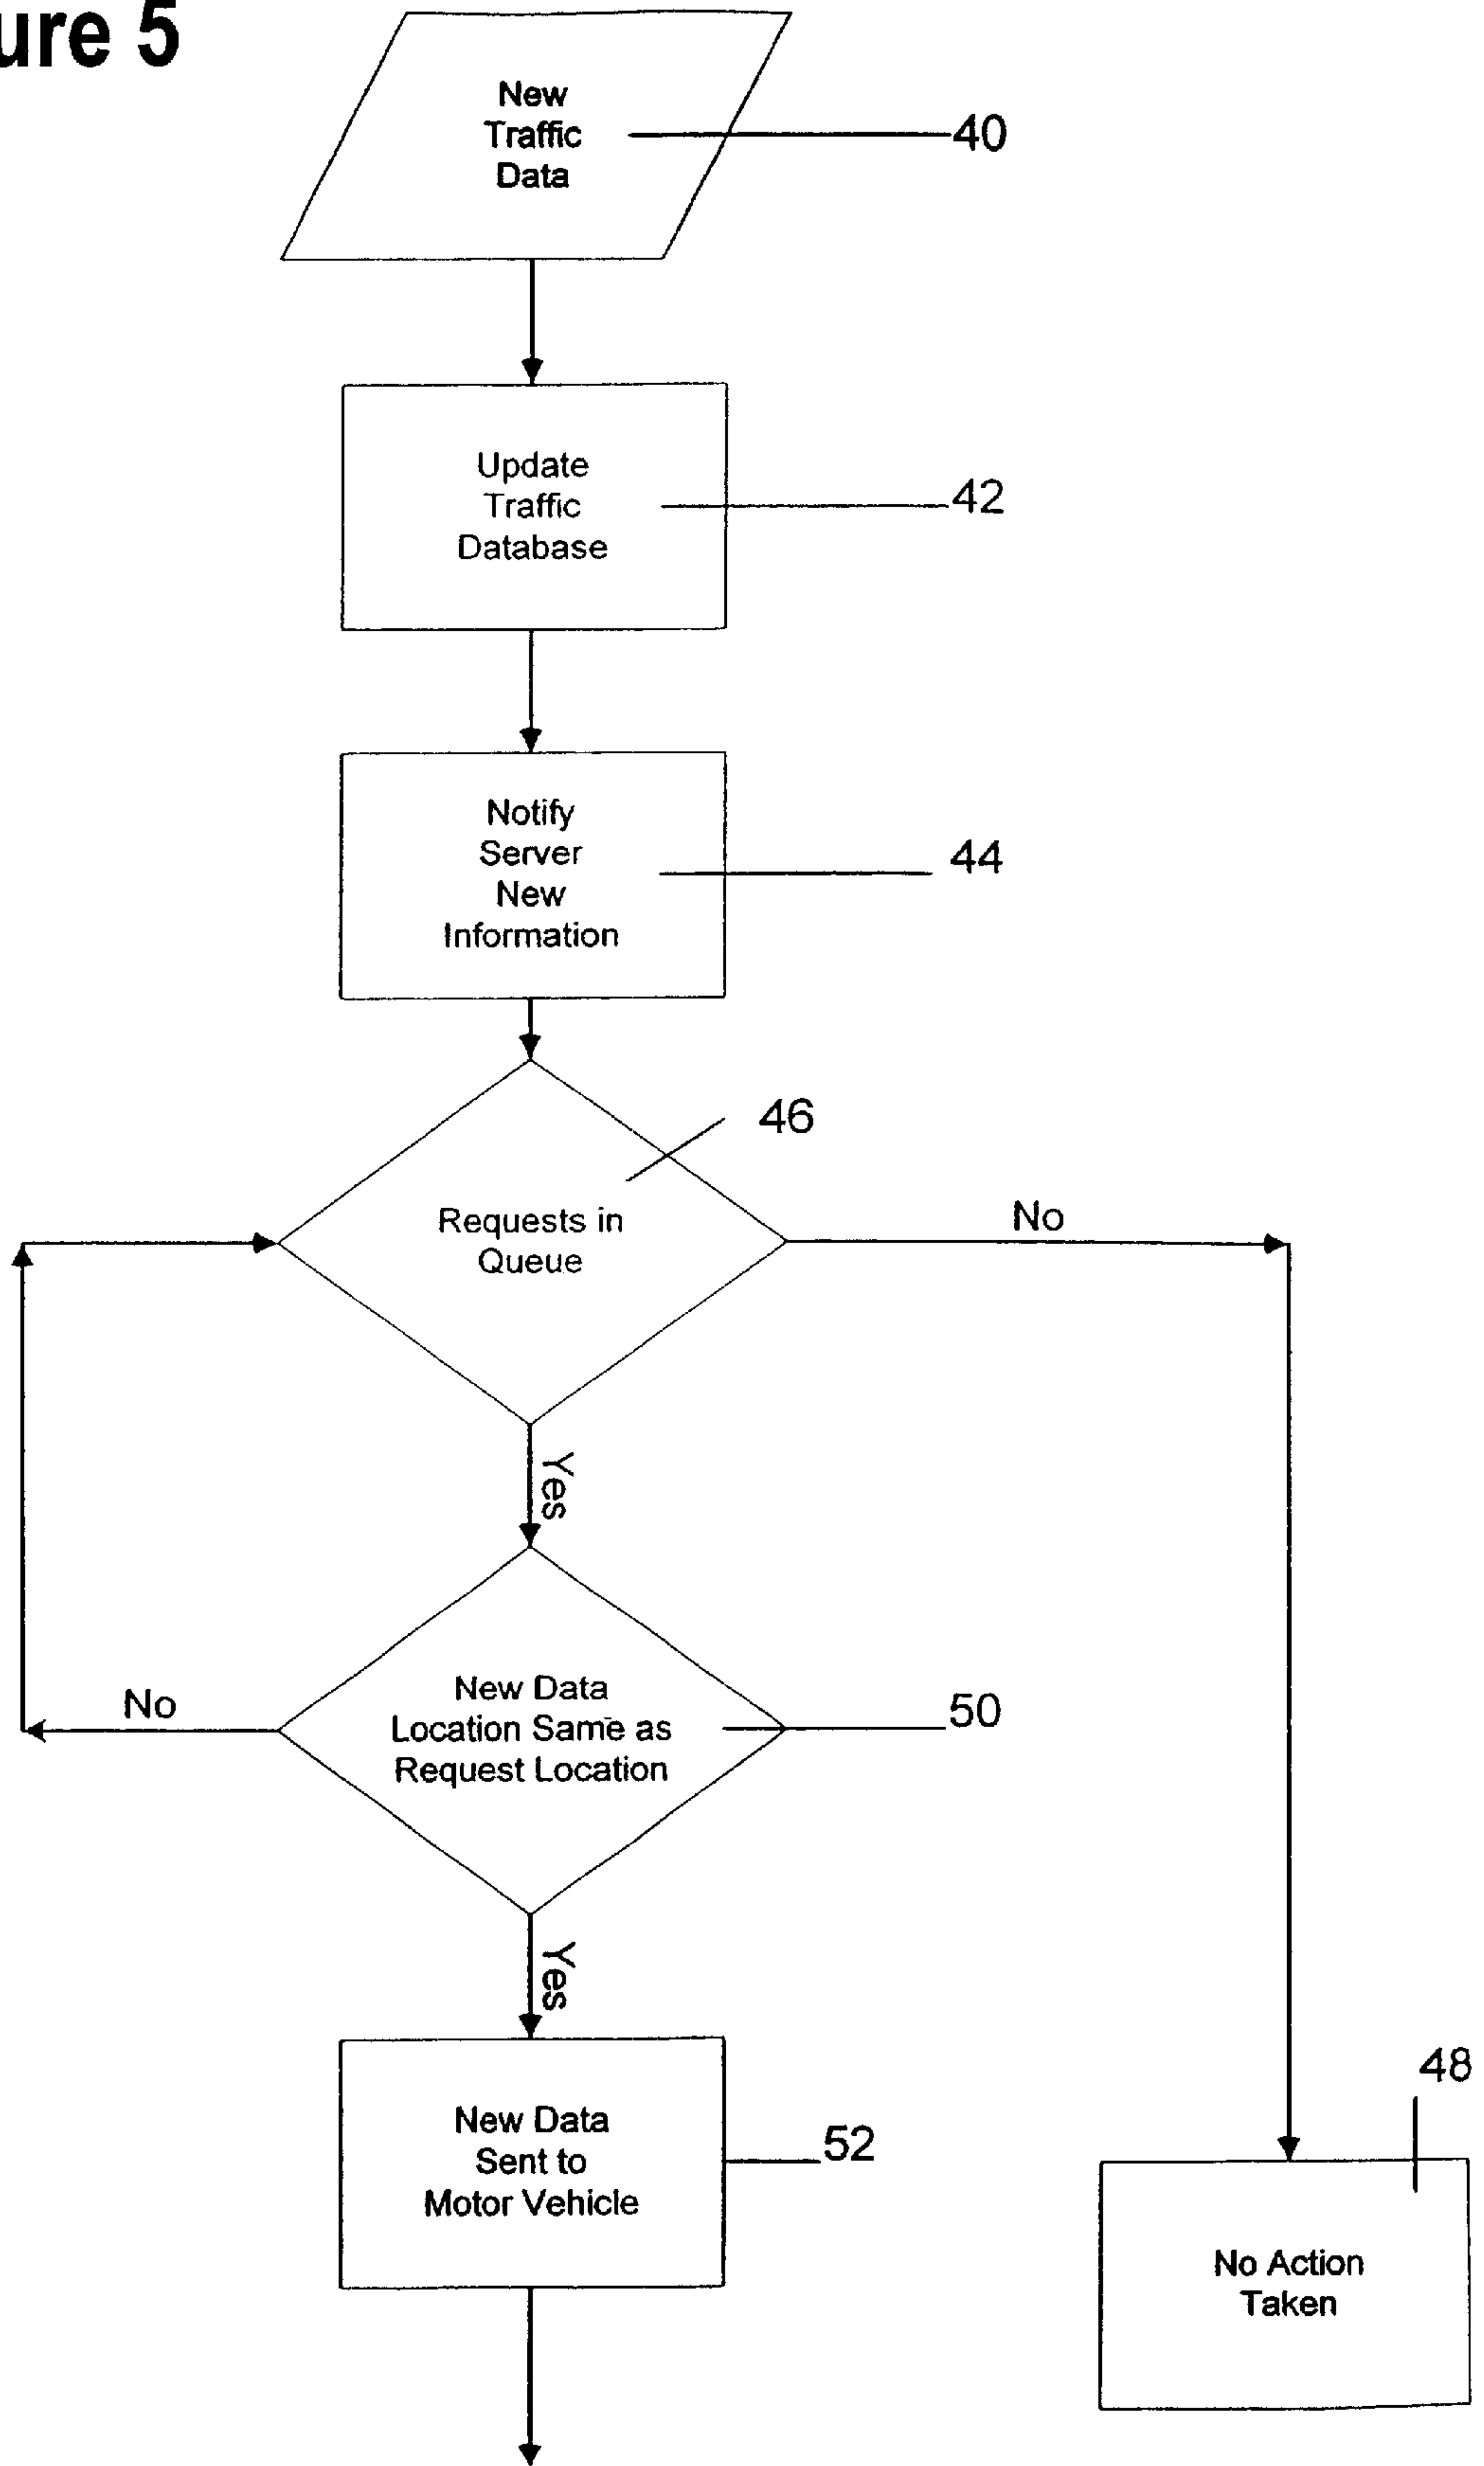 ure 5
New
Traffic
Data
40
Update
Traffic
Database
42
Notify
Server
New
Information
44
46
Requests in
Queue
No
Yes
New Data
Location Same as
Request Location
50
No
Yes
New Data
Sent to
Motor Vehicle
52
48
No Action
Taken